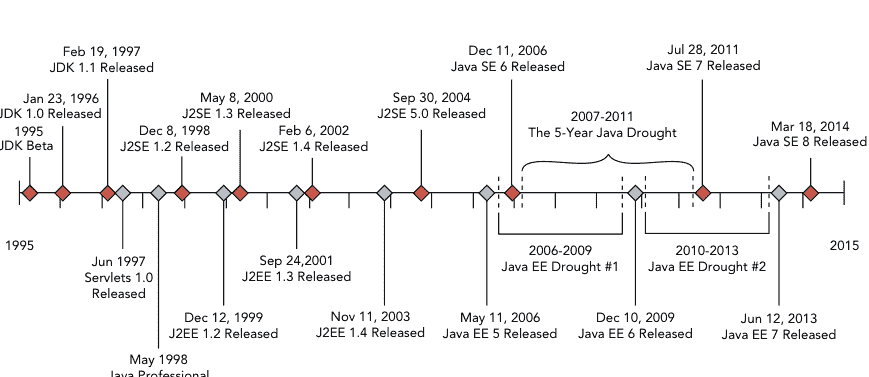 Feb 19, 1997
JDK 1.1 Released
Dec 11, 2006
Java SE 6 Released
Jul 28, 2011
Java SE 7 Released
Jan 23, 1996
JDK 1.0 Released
May 8, 2000
J2SE 1.3 Released
Sep 30, 2004
J2SE 5.0 Released
2007-2011
The 5-Year Java Drought
1995
JDK Beta
Dec 8, 1998
J2SE 1.2 Released
Feb 6, 2002
J2SE 1.4 Released
Mar 18, 2014
Java SE 8 Released
1995
2015
Jun 1997
Servlets 1.0
Released
Sep 24,2001
J2EE 1.3 Released
2006-2009
Java EE Drought #1
2010-2013
Java EE Drought #2
Dec 12, 1999
J2EE 1.2 Released
Nov 11, 2003
J2EE 1.4 Released
May 11, 2006
Java EE 5 Released
Dec 10, 2009
Java EE 6 Released
Jun 12, 2013
Java EE 7 Released
May 1998
Java Professional